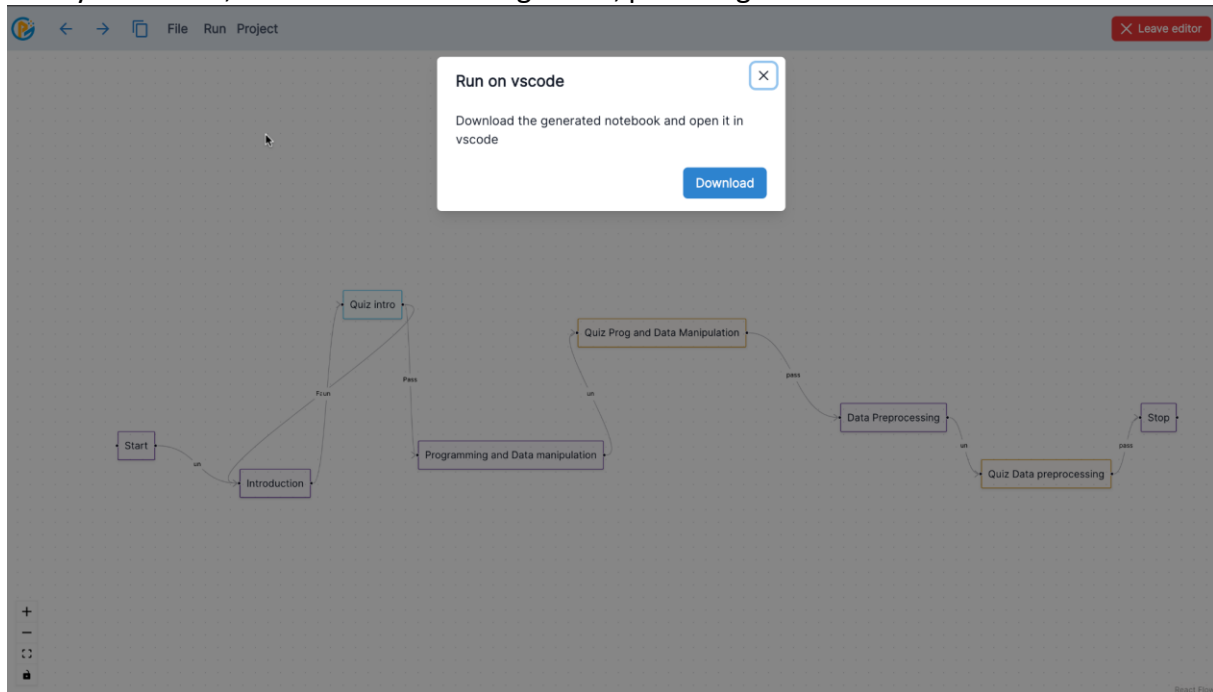 File Run Project
Leave editor
Run on vscode
Download the generated notebook and open it in
vscode
Download
Quiz intro
Quiz Prog and Data Manipulation
pass
Pass
un
Data Preprocessing
Stop
Start
un
un
pass
Programming and Data manipulation
Quiz Data preprocessing
Introduction